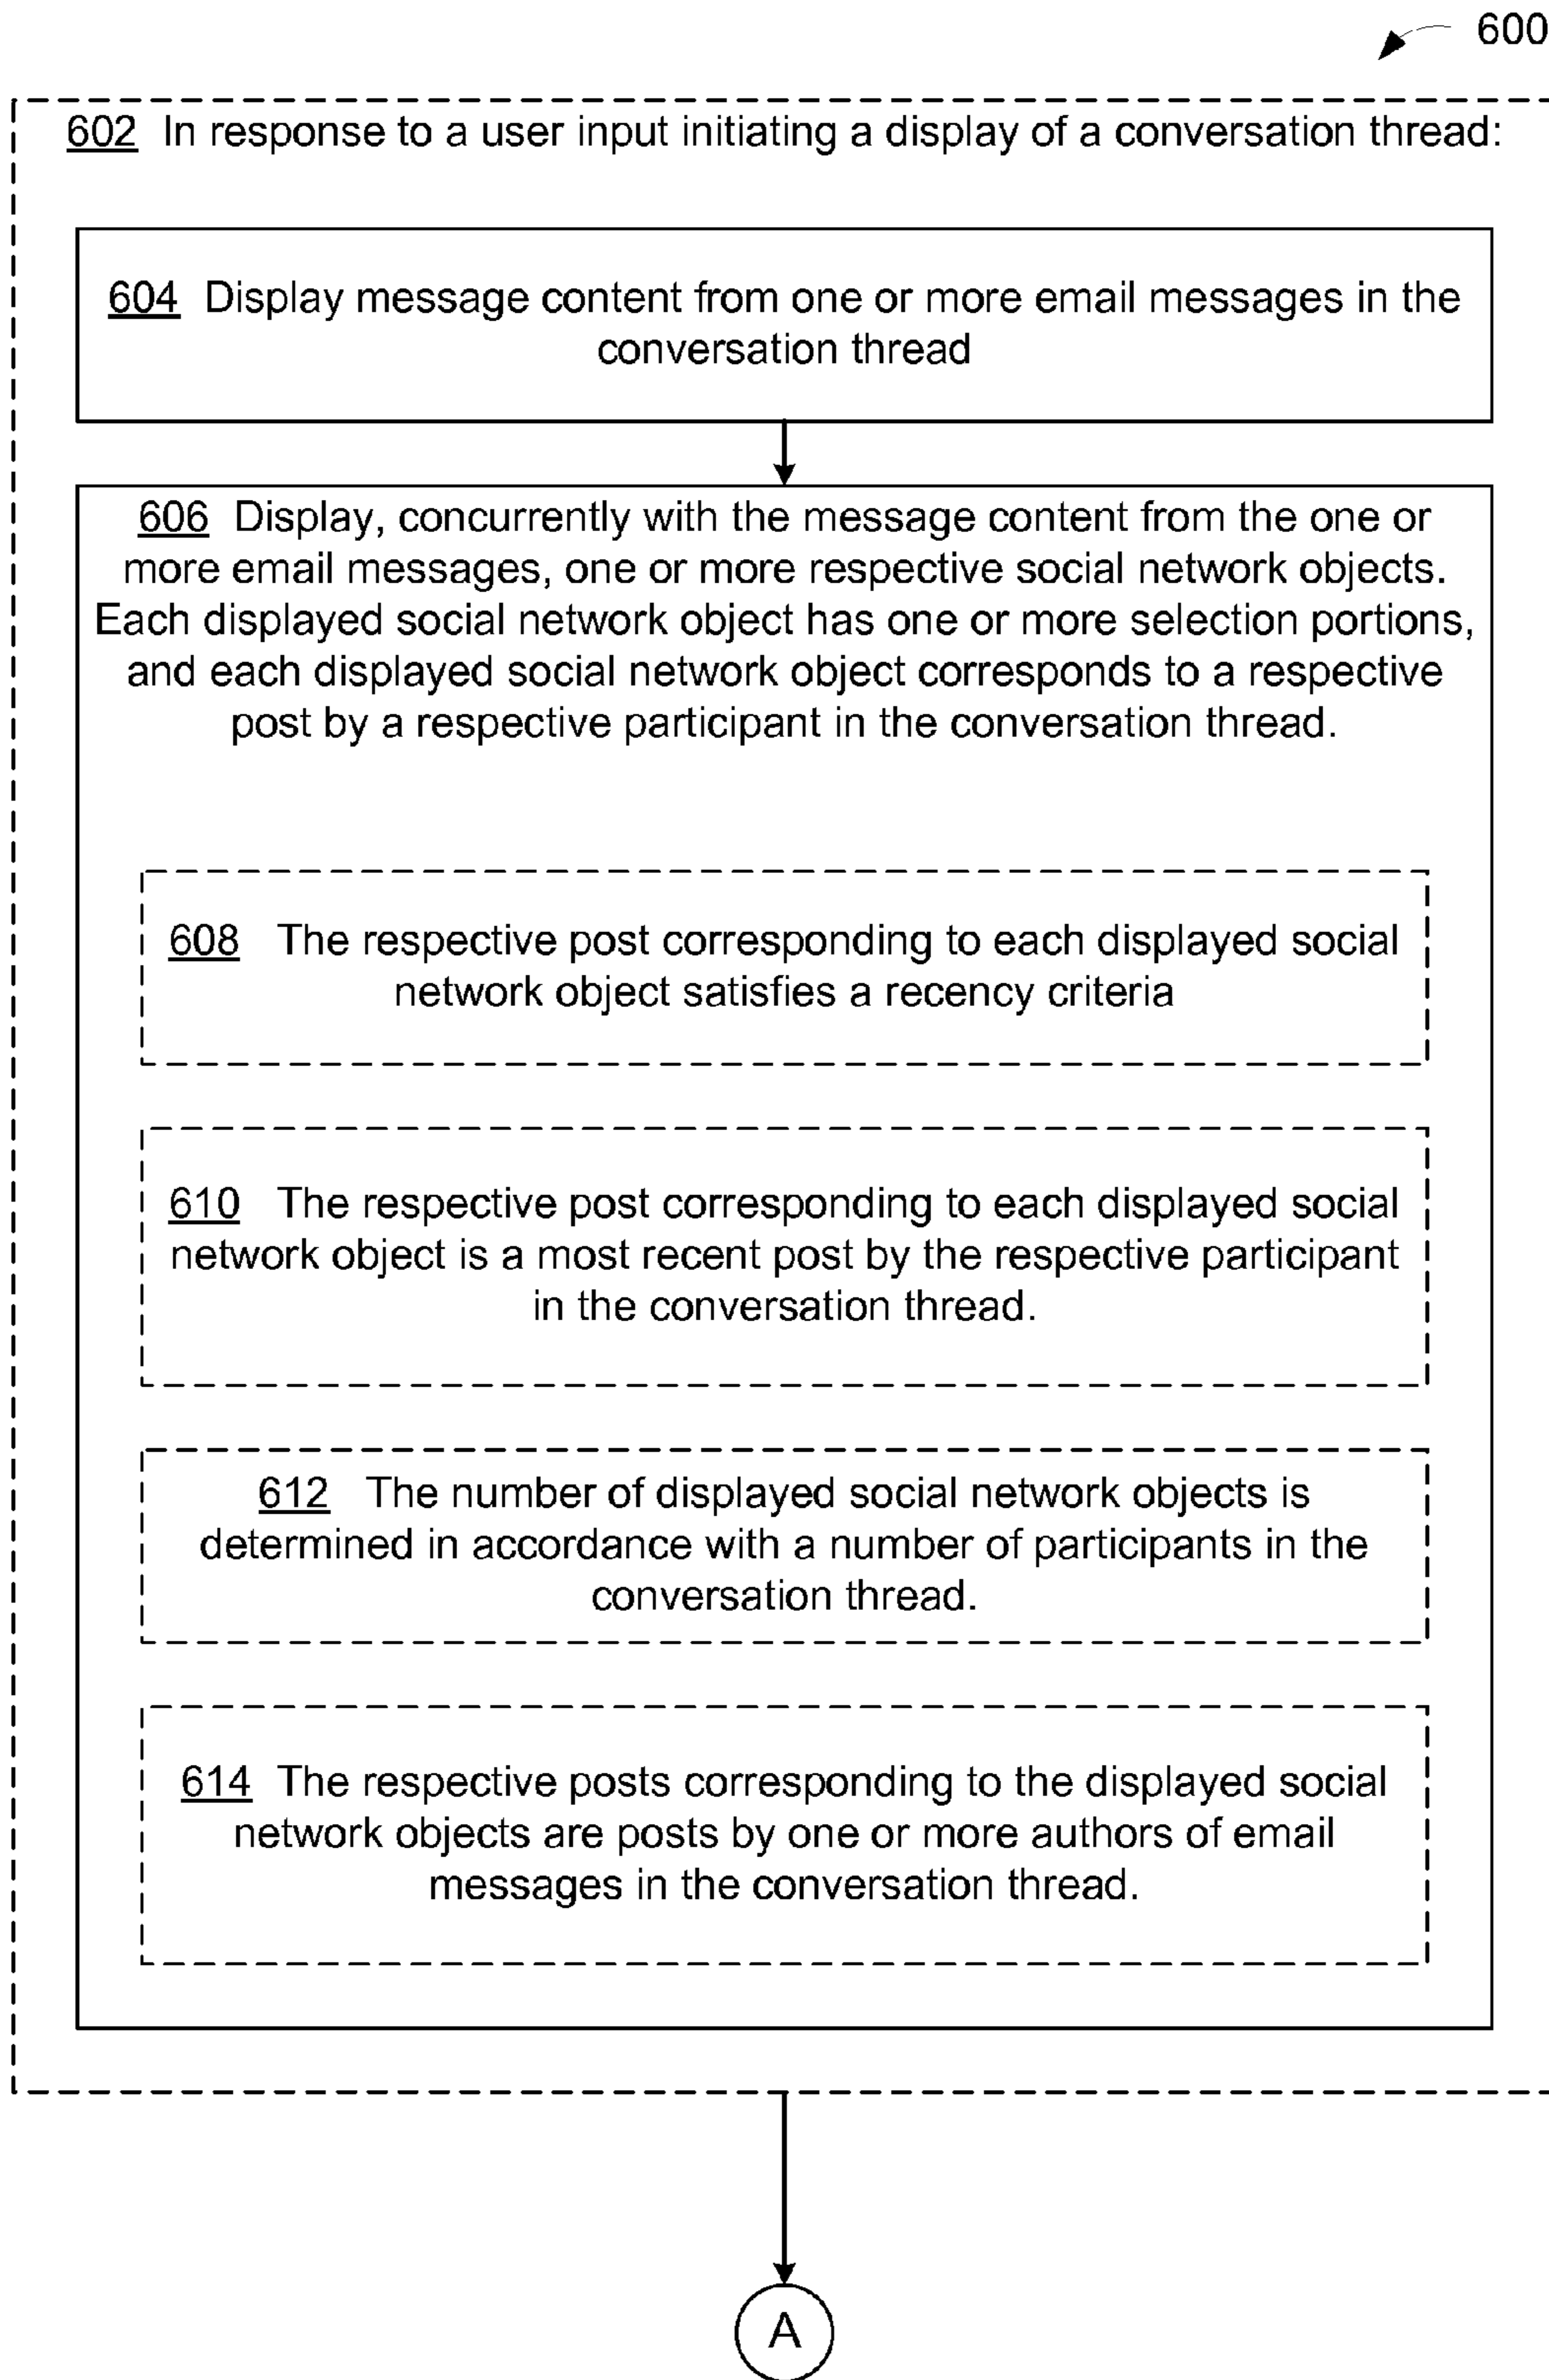 600
602 In response to a user input initiating a display of a conversation thread:
604 Display message content from one or more email messages in the
conversation thread
606 Display, concurrently with the message content from the one or
more email messages, one or more respective social network objects.
Each displayed social network object has one or more selection portions,
and each displayed social network object corresponds to a respective
post by a respective participant in the conversation thread.
608 The respective post corresponding to each displayed social
network object satisfies a recency criteria
610 The respective post corresponding to each displayed social
network object is a most recent post by the respective participant
in the conversation thread.
612 The number of displayed social network objects is
determined in accordance with a number of participants in the
conversation thread.
614 The respective posts corresponding to the displayed social
network objects are posts by one or more authors of email
messages in the conversation thread.
A